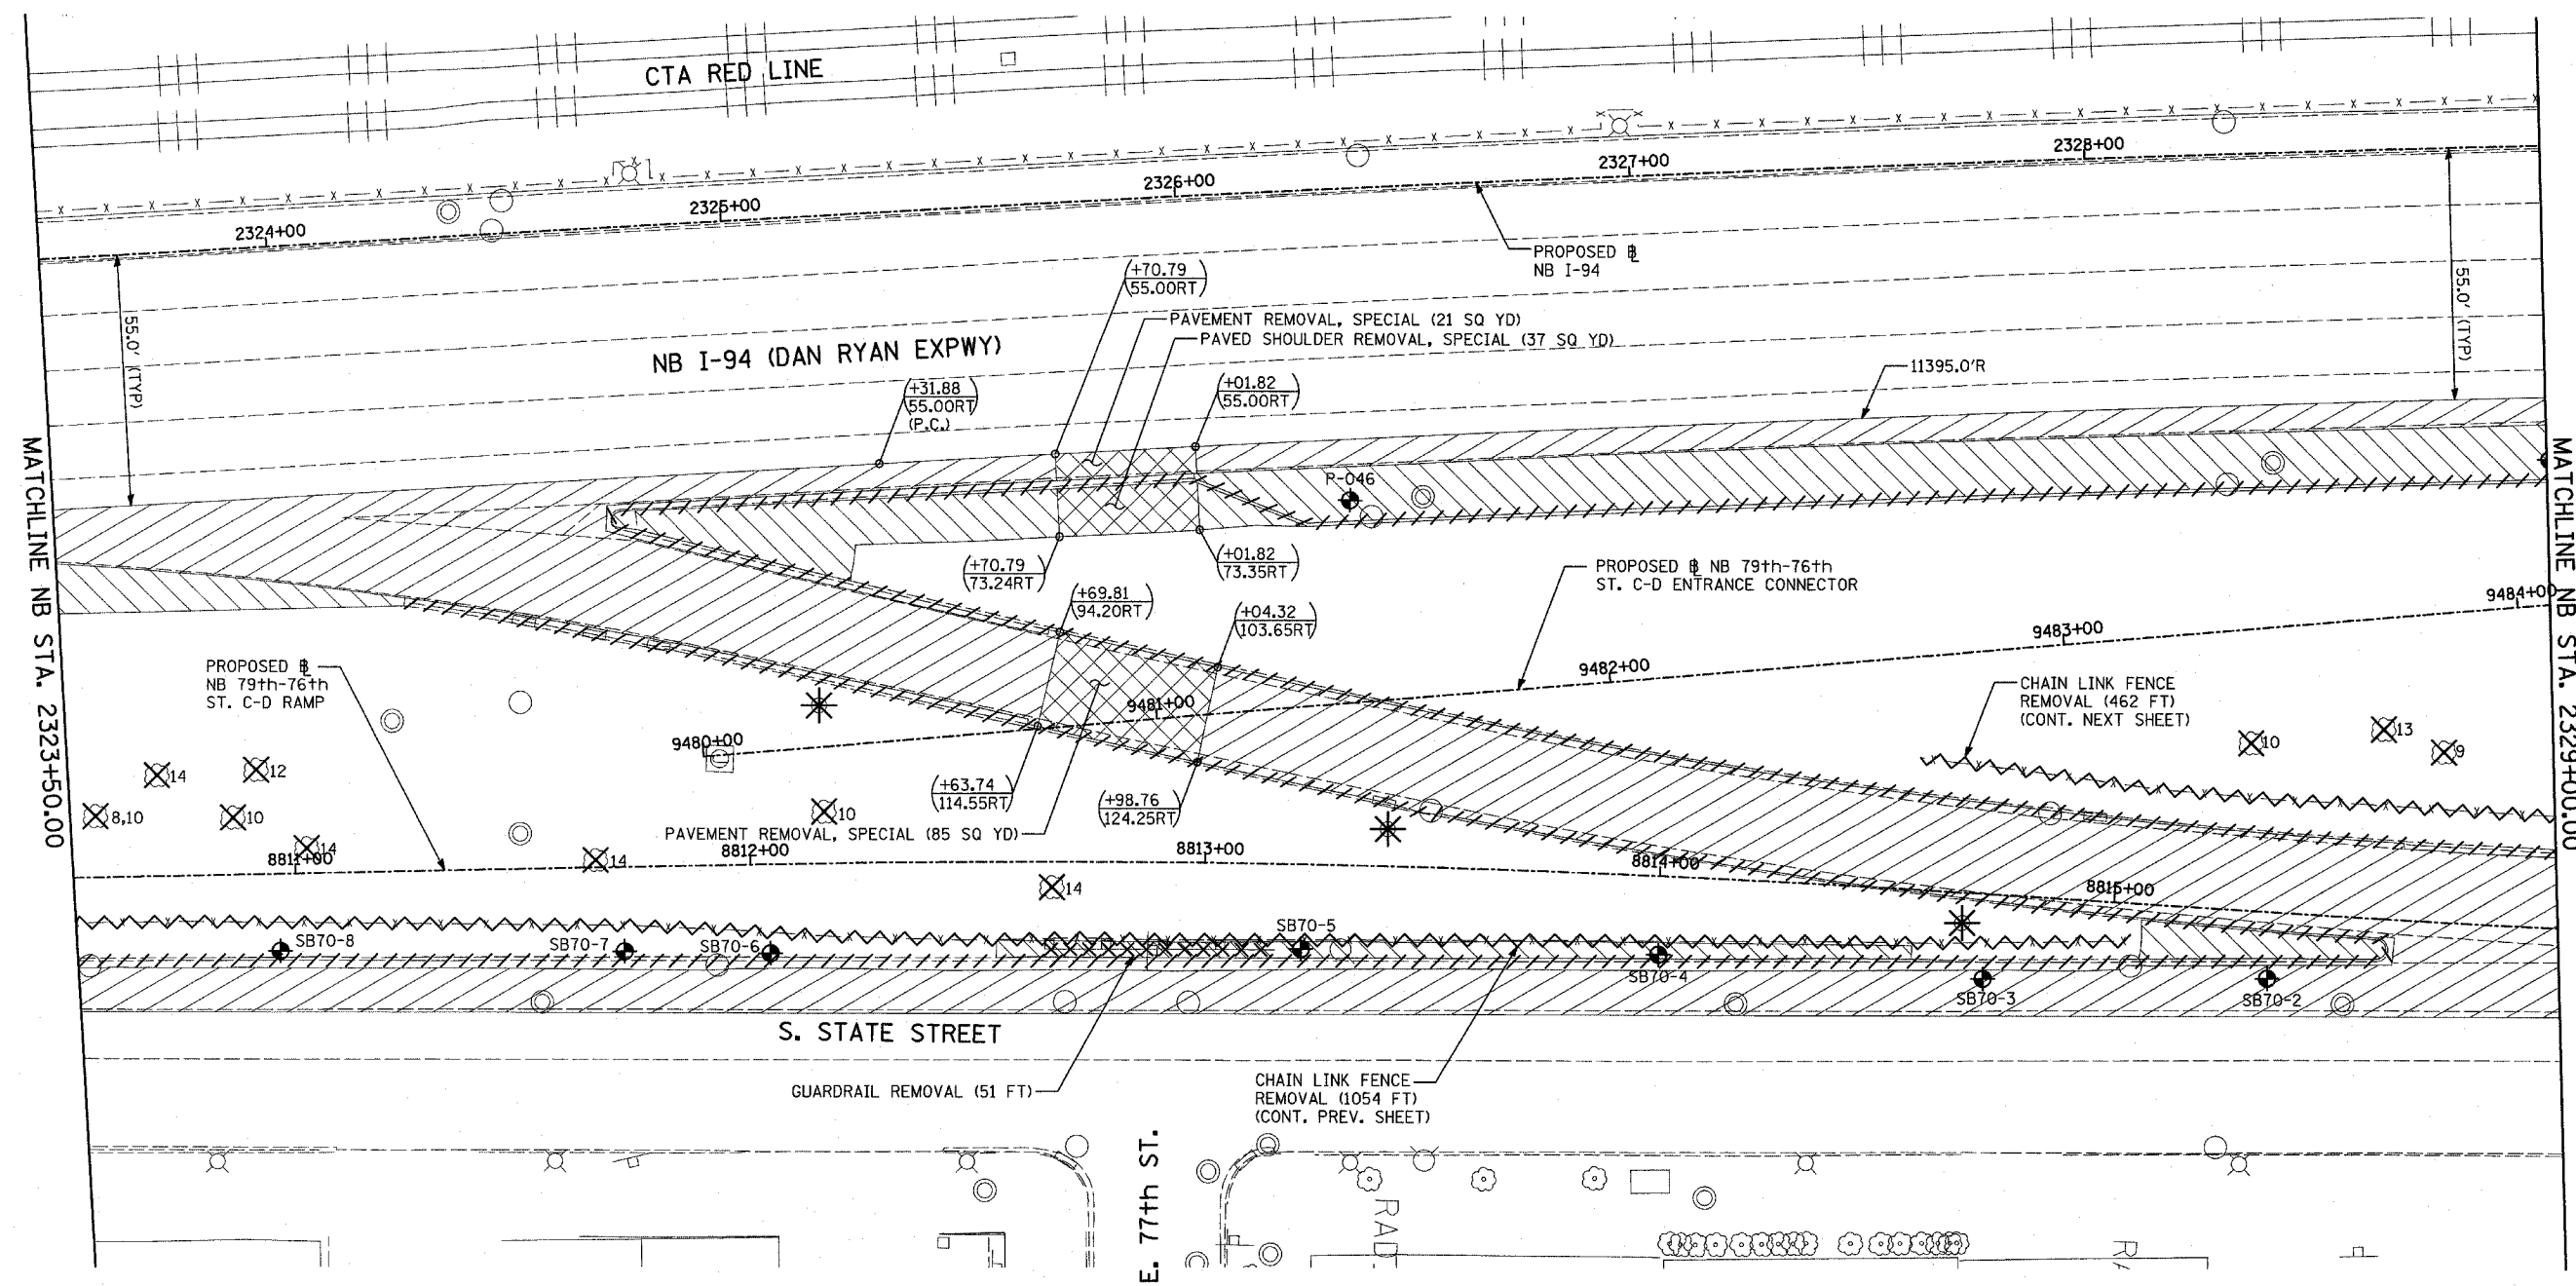 CTA RED LINE
2324+00
2325+00
2326+00
2327+00
2328+00
PROPOSED ⅊
NB I-94
55.0' (TYP)
55.0' (TYP)
NB I-94 (DAN RYAN EXPWY)
+70.79
55.00RT
PAVEMENT REMOVAL, SPECIAL (21 SQ YD)
PAVED SHOULDER REMOVAL, SPECIAL (37 SQ YD)
11395.0'R
+31.88
55.00RT
(P.C.)
+01.82
55.00RT
P-046
MATCHLINE NB STA. 2323+50.00
MATCHLINE NB STA. 2329+00.00
+70.79
73.24RT
+01.82
73.35RT
+69.81
94.20RT
+04.32
103.65RT
PROPOSED ⅊ NB 79th-76th
ST. C-D ENTRANCE CONNECTOR
9480+00
9481+00
9482+00
9483+00
9484+00
PROPOSED ⅊
NB 79th-76th
ST. C-D RAMP
CHAIN LINK FENCE
REMOVAL (462 FT)
(CONT. NEXT SHEET)
14
12
8,10
10
14
14
10
14
10
13
9
+63.74
114.55RT
+98.76
124.25RT
PAVEMENT REMOVAL, SPECIAL (85 SQ YD)
8811+00
8812+00
8813+00
8814+00
8815+00
SB70-8
SB70-7
SB70-6
SB70-5
SB70-4
SB70-3
SB70-2
S. STATE STREET
GUARDRAIL REMOVAL (51 FT)
CHAIN LINK FENCE
REMOVAL (1054 FT)
(CONT. PREV. SHEET)
E. 77th ST.
RAD.